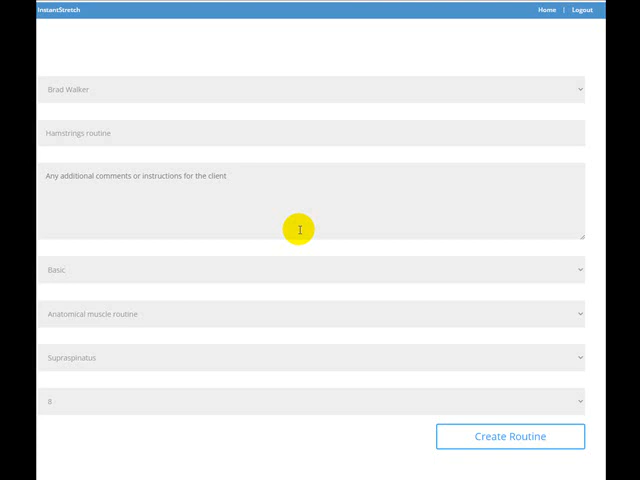 InstantStretch
Home | Logout
Brad Walker
Hamstrings routine
Any additional comments or instructions for the client
Basic
Anatomical muscle routine
Supraspinatus
8
Create Routine